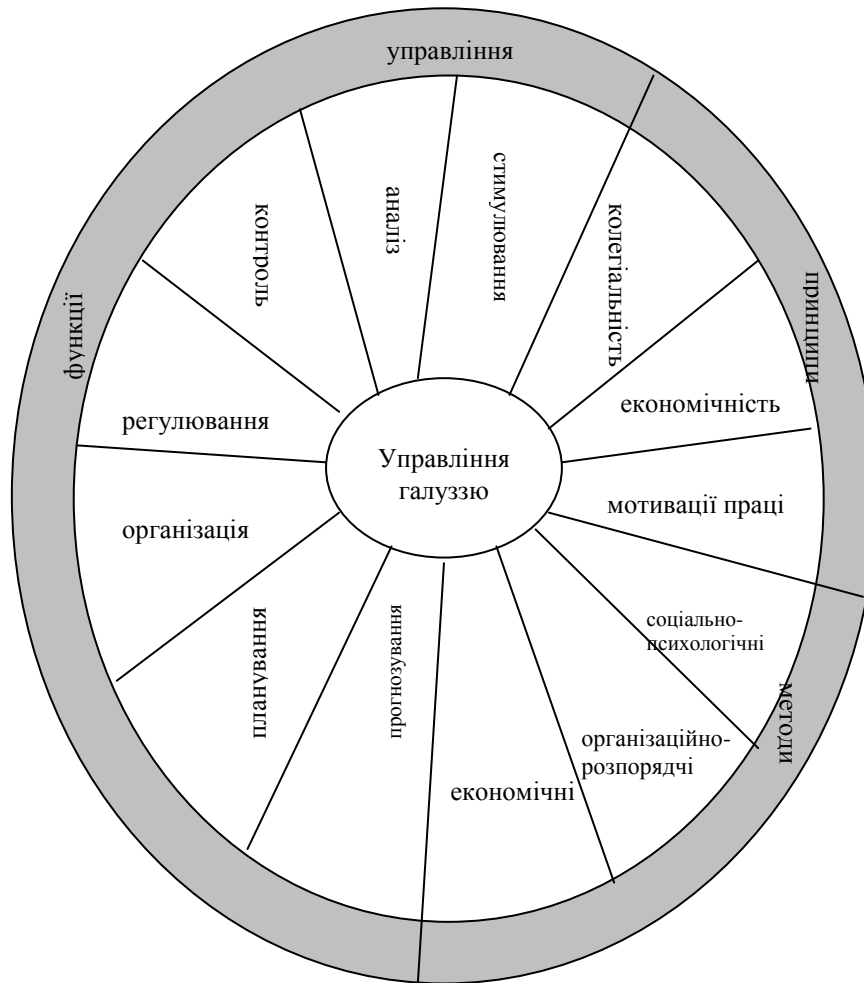 управління
функції
принципи
методи
контроль
аналіз
стимулювання
колегіальність
економічність
мотивації праці
соціально-
психологічні
організаційно-
розпорядчі
економічні
прогнозування
планування
організація
регулювання
Управління
галуззю